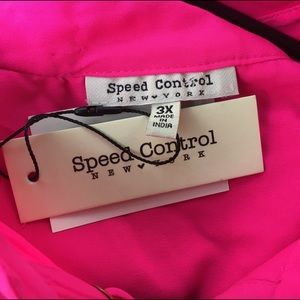 Speed Control
NEW♥YORK
3X
MADE IN
INDIA
Speed Control
NEW♥YORK